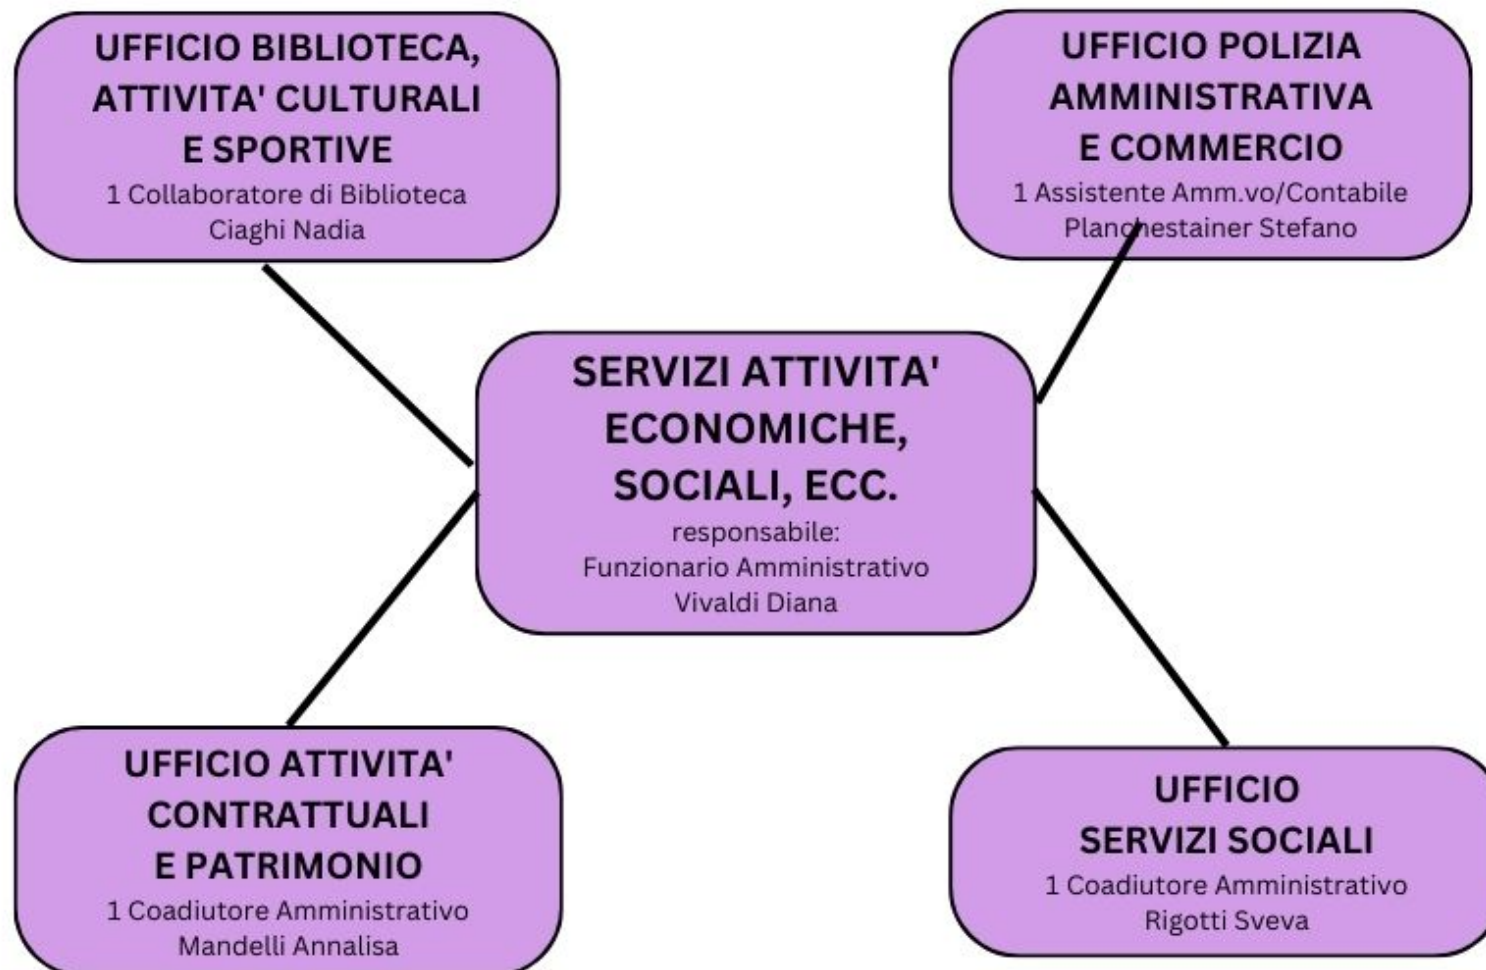 UFFICIO BIBLIOTECA,
ATTIVITA' CULTURALI
E SPORTIVE
1 Collaboratore di Biblioteca
Ciaghi Nadia
UFFICIO POLIZIA
AMMINISTRATIVA
E COMMERCIO
1 Assistente Amm.vo/Contabile
Planchestainer Stefano
SERVIZI ATTIVITA'
ECONOMICHE,
SOCIALI, ECC.
responsabile:
Funzionario Amministrativo
Vivaldi Diana
UFFICIO ATTIVITA'
CONTRATTUALI
E PATRIMONIO
1 Coadiutore Amministrativo
Mandelli Annalisa
UFFICIO
SERVIZI SOCIALI
1 Coadiutore Amministrativo
Rigotti Sveva